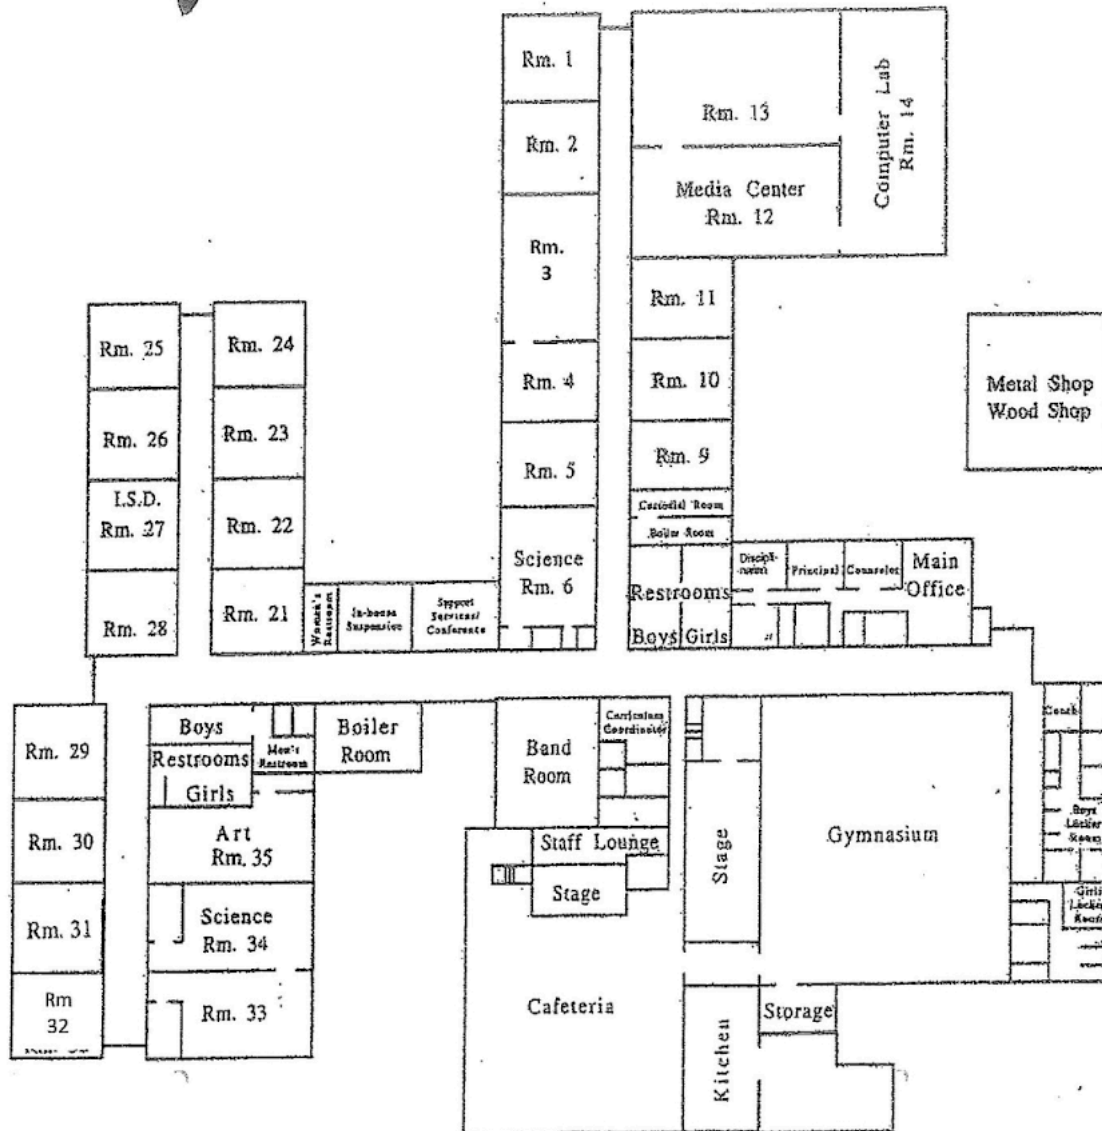 Rm. 1
Rm. 2
Rm.
3
Rm. 4
Rm. 5
Science
Rm. 6
Rm. 13
Media Center
Rm. 12
Computer Lab
Rm. 14
Rm. 11
Rm. 10
Rm. 9
Custodial Room
Boiler Room
Restrooms
Boys
Girls
Discipli-
Principal
Counselor
Main
Office
Metal Shop
Wood Shop
Rm. 25
Rm. 26
I.S.D.
Rm. 27
Rm. 28
Rm. 24
Rm. 23
Rm. 22
Rm. 21
Women's
Restroom
In-house
Suspension
Support
Services/
Conference
Rm. 29
Rm. 30
Rm. 31
Rm
32
Boys
Restrooms
Girls
Men's
Restroom
Boiler
Room
Art
Rm. 35
Science
Rm. 34
Rm. 33
Band
Room
Curriculum
Coordinator
Staff Lounge
Stage
Cafeteria
Stage
Gymnasium
Kitchen
Storage
Coach
Boys
Locker
Room
Girls
Locker
Room